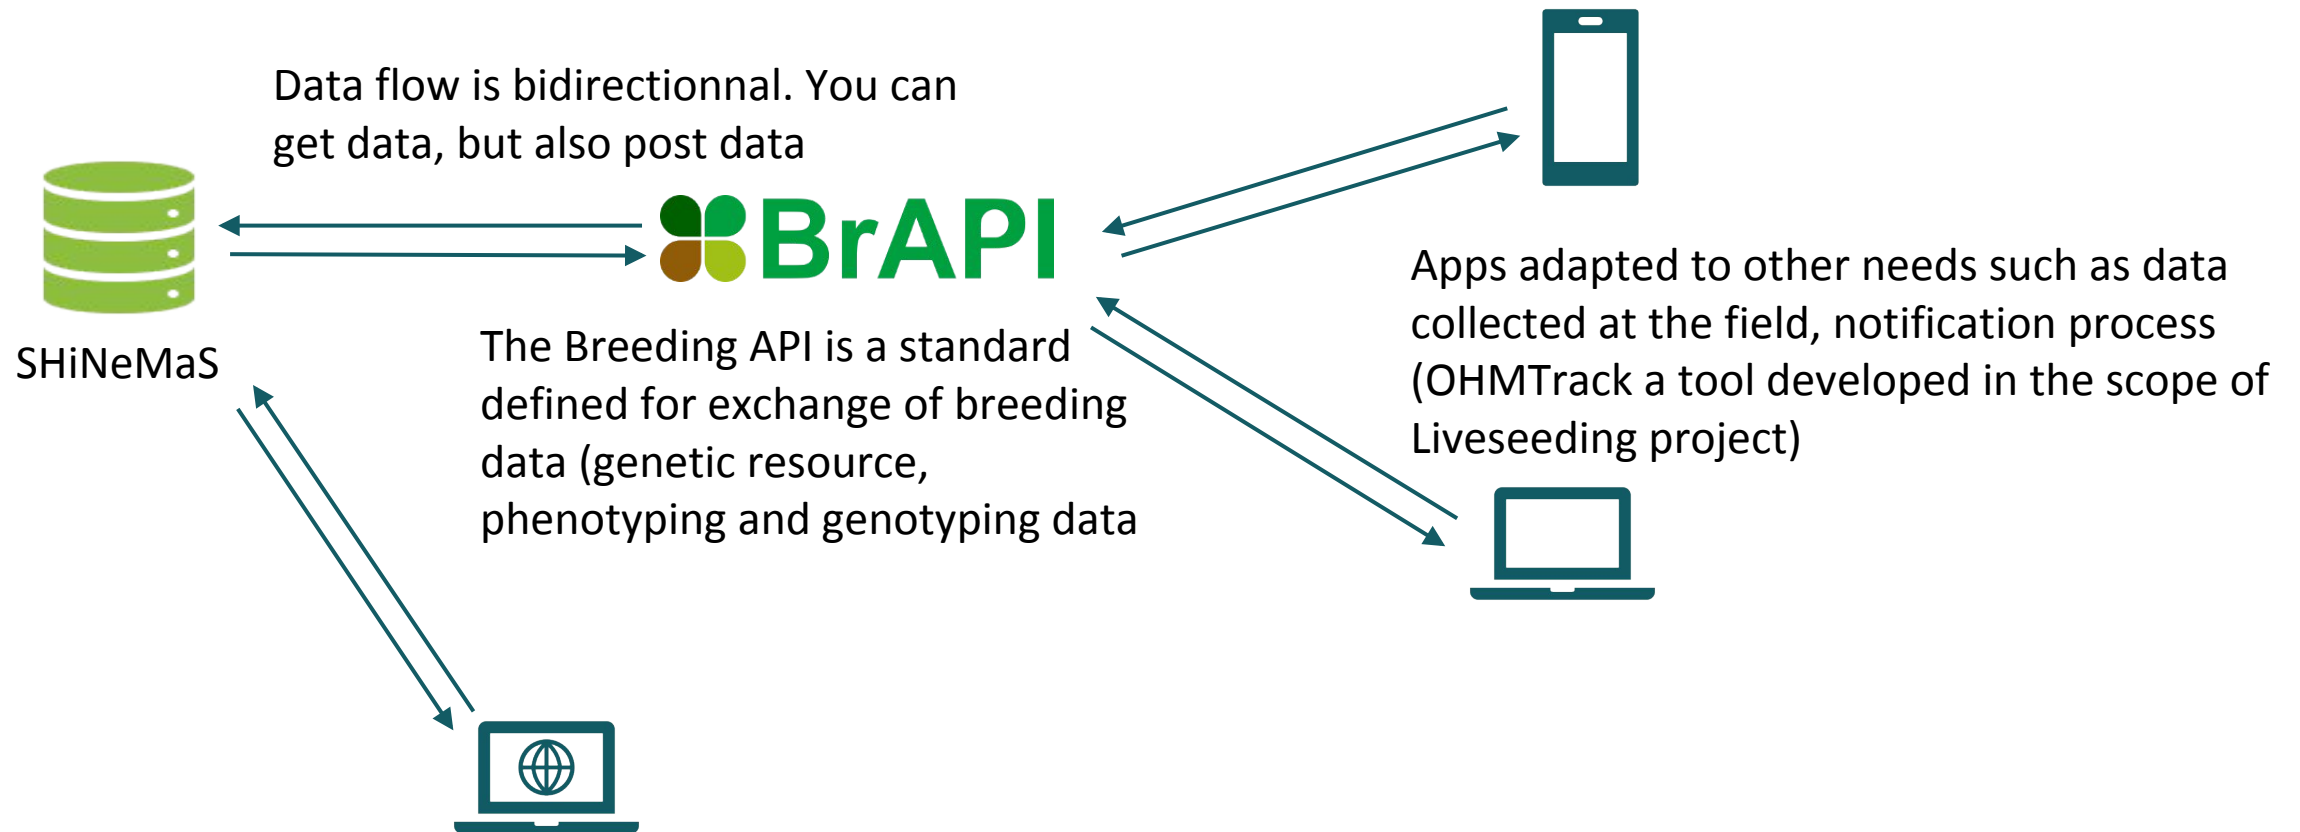 Data flow is bidirectionnal. You can
get data, but also post data
BrAPI
SHiNeMaS
The Breeding API is a standard
defined for exchange of breeding
data (genetic resource,
phenotyping and genotyping data
Apps adapted to other needs such as data
collected at the field, notification process
(OHMTrack a tool developed in the scope of
Liveseeding project)